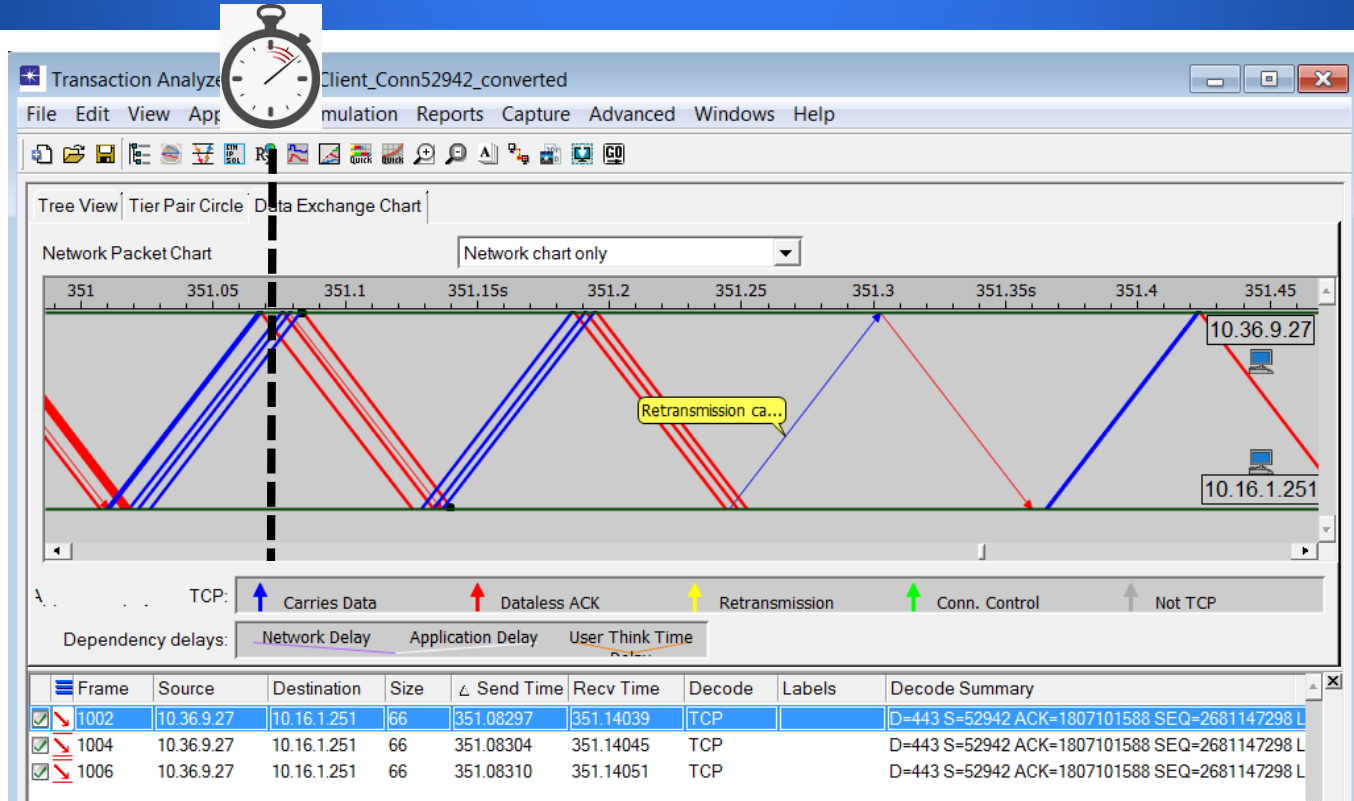 Transaction Analyze Client_Conn52942_converted
File Edit View App mulation Reports Capture Advanced Windows Help
QUICK QUICK A GO
Tree View Tier Pair Circle Data Exchange Chart
Network Packet Chart Network chart only
351 351.05 351.1 351.15s 351.2 351.25 351.3 351.35s 351.4 351.45
10.36.9.27
Retransmission ca...
10.16.1.251
TCP: Carries Data Dataless ACK Retransmission Conn. Control Not TCP
Dependency delays: Network Delay Application Delay User Think Time
Frame Source Destination Size Send Time Recv Time Decode Labels Decode Summary
1002 10.36.9.27 10.16.1.251 66 351.08297 351.14039 TCP D=443 S=52942 ACK=1807101588 SEQ=2681147298 L
1004 10.36.9.27 10.16.1.251 66 351.08304 351.14045 TCP D=443 S=52942 ACK=1807101588 SEQ=2681147298 L
1006 10.36.9.27 10.16.1.251 66 351.08310 351.14051 TCP D=443 S=52942 ACK=1807101588 SEQ=2681147298 L